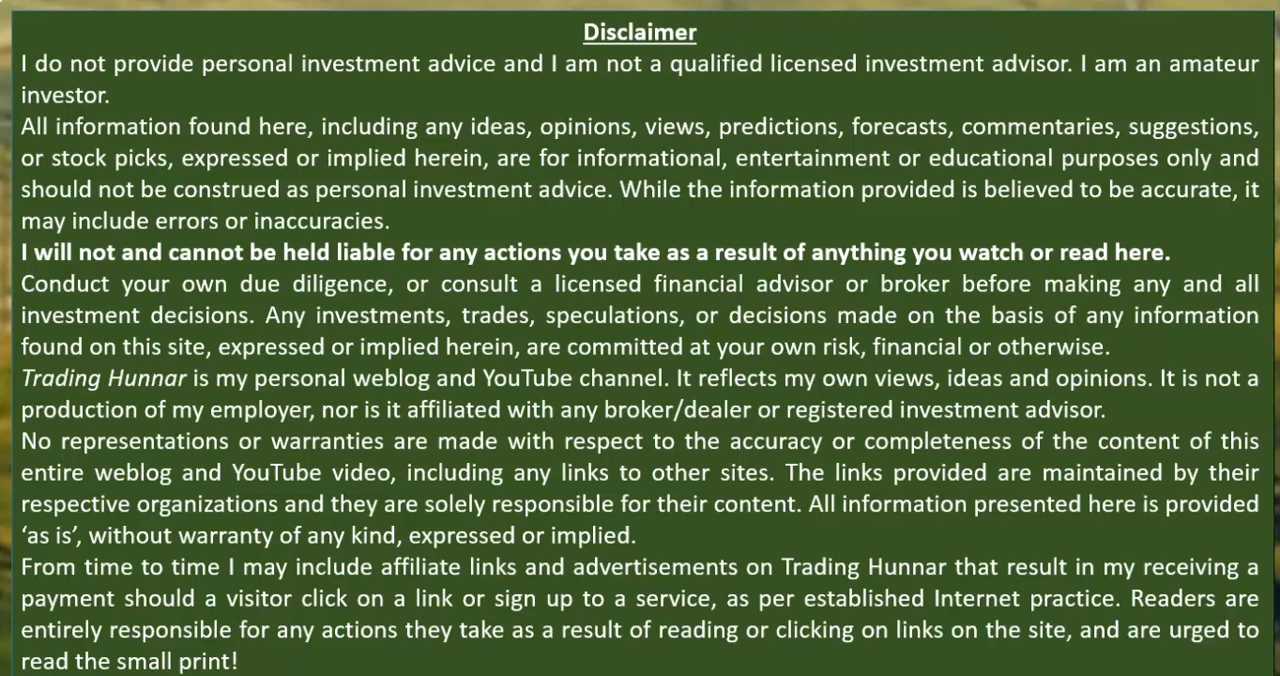 Disclaimer
I do not provide personal investment advice and I am not a qualified licensed investment advisor. I am an amateur
investor.
All information found here, including any ideas, opinions, views, predictions, forecasts, commentaries, suggestions,
or stock picks, expressed or implied herein, are for informational, entertainment or educational purposes only and
should not be construed as personal investment advice. While the information provided is believed to be accurate, it
may include errors or inaccuracies.
I will not and cannot be held liable for any actions you take as a result of anything you watch or read here.
Conduct your own due diligence, or consult a licensed financial advisor or broker before making any and all
investment decisions. Any investments, trades, speculations, or decisions made on the basis of any information
found on this site, expressed or implied herein, are committed at your own risk, financial or otherwise.
Trading Hunnar is my personal weblog and YouTube channel. It reflects my own views, ideas and opinions. It is not a
production of my employer, nor is it affiliated with any broker/dealer or registered investment advisor.
No representations or warranties are made with respect to the accuracy or completeness of the content of this
entire weblog and YouTube video, including any links to other sites. The links provided are maintained by their
respective organizations and they are solely responsible for their content. All information presented here is provided
‘as is’, without warranty of any kind, expressed or implied.
From time to time I may include affiliate links and advertisements on Trading Hunnar that result in my receiving a
payment should a visitor click on a link or sign up to a service, as per established Internet practice. Readers are
entirely responsible for any actions they take as a result of reading or clicking on links on the site, and are urged to
read the small print!